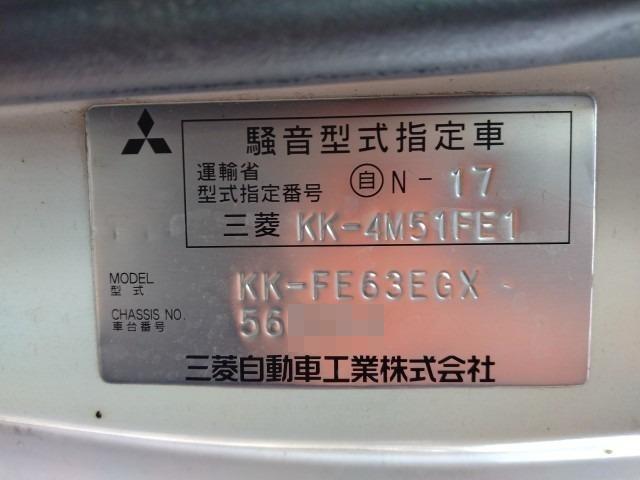 騒音型式指定車
運輸省
型式指定番号 自 N-17
三菱 KK-4M51FE1
MODEL
型式 KK-FE63EGX
CHASSIS NO.
車台番号 56
三菱自動車工業株式会社